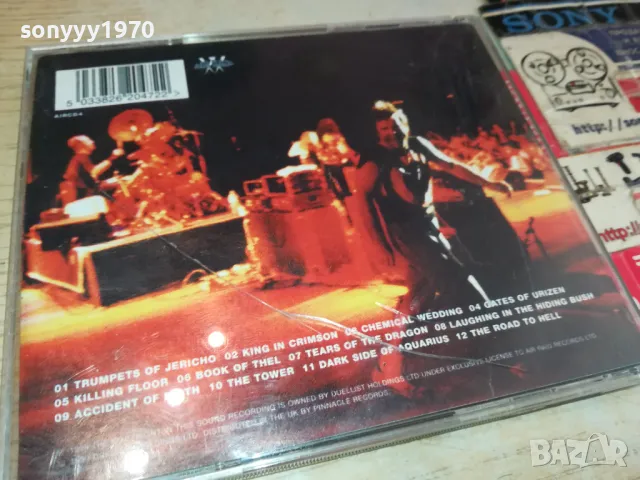 sonyyy1970
SONY
5 033826 204722 >
AIRCD4
http://son
http:/
01 TRUMPETS OF JERICHO 02 KING IN CRIMSON 03 CHEMICAL WEDDING 04 GATES OF URIZEN
05 KILLING FLOOR 06 BOOK OF THEL 07 TEARS OF THE DRAGON 08 LAUGHING IN THE HIDING BUSH
09 ACCIDENT OF BIRTH 10 THE TOWER 11 DARK SIDE OF AQUARIUS 12 THE ROAD TO HELL
THIS SOUND RECORDING IS OWNED BY DUELLIST HOLDINGS LTD UNDER EXCLUSIVE LICENSE TO AIR RAID RECORDS LTD.
LTD. DISTRIBUTED IN THE UK BY PINNACLE RECORDS.
BAZAR.bg